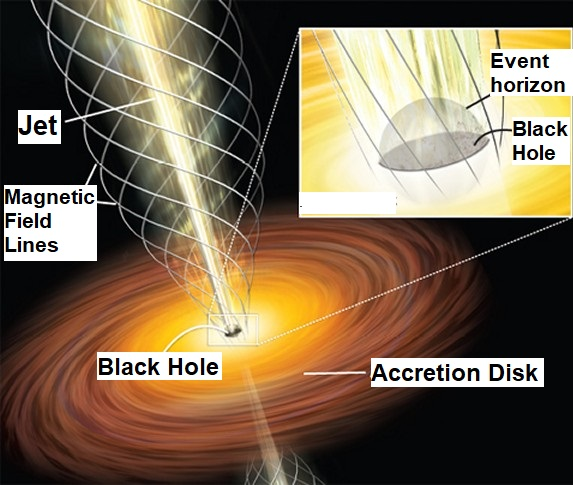 Jet
Magnetic
Field
Lines
Black Hole
Accretion Disk
Event
horizon
Black
Hole